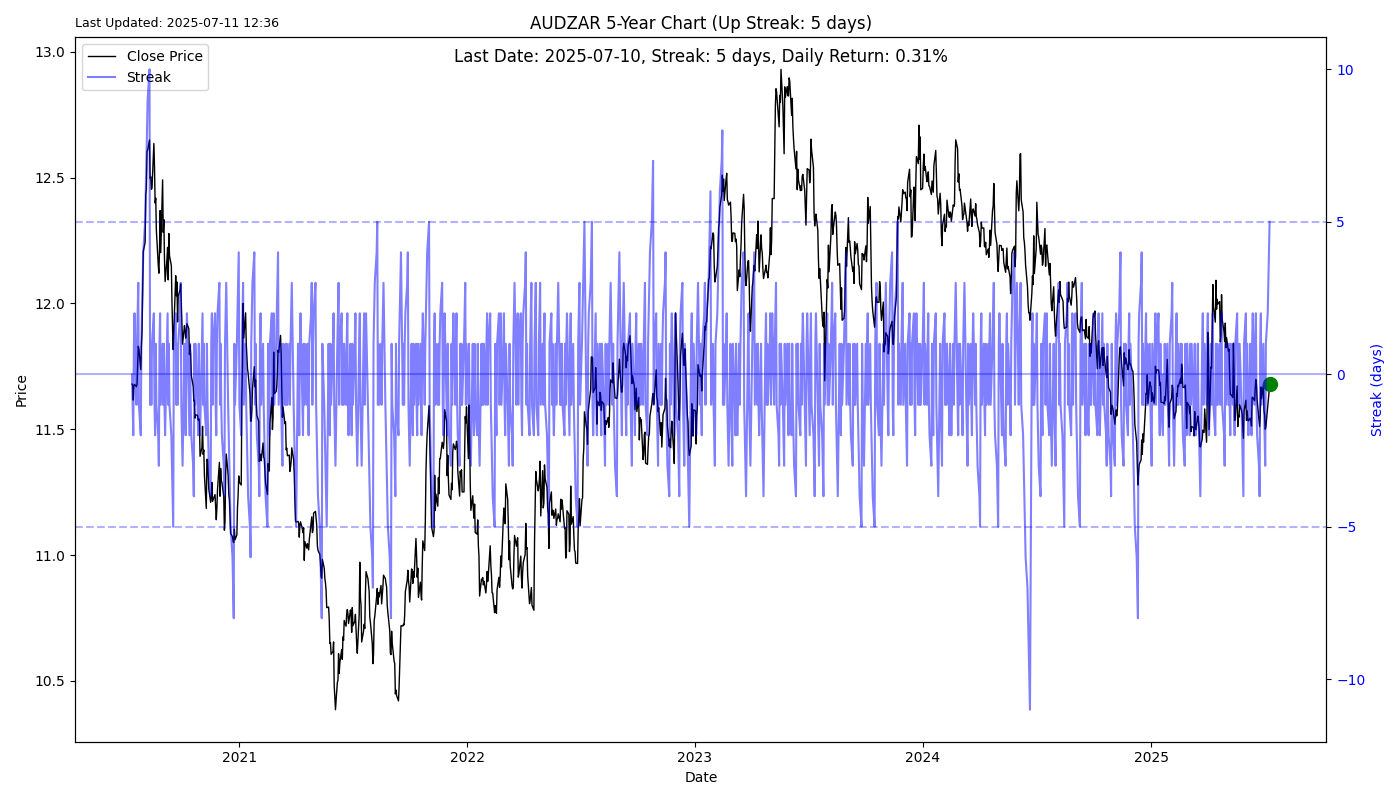 Last Updated: 2025-07-11 12:36
AUDZAR 5-Year Chart (Up Streak: 5 days)
Last Date: 2025-07-10, Streak: 5 days, Daily Return: 0.31%
Close Price
Streak
13.0
12.5
12.0
11.5
11.0
10.5
Price
10
5
0
−5
−10
Streak (days)
2021
2022
2023
2024
2025
Date